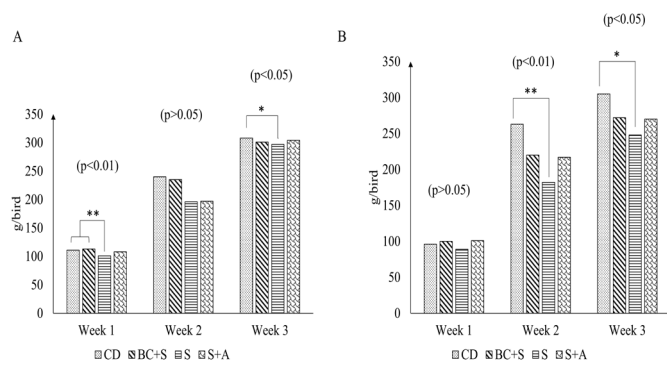 A
(p<0.01)
(p>0.05)
(p<0.05)
**
*
g/bird
350
300
250
200
150
100
50
0
Week 1 Week 2 Week 3
CD BC+S S S+A
B
(p>0.05)
(p<0.01)
(p<0.05)
**
*
g/bird
350
300
250
200
150
100
50
0
Week 1 Week 2 Week 3
CD BC+S S S+A